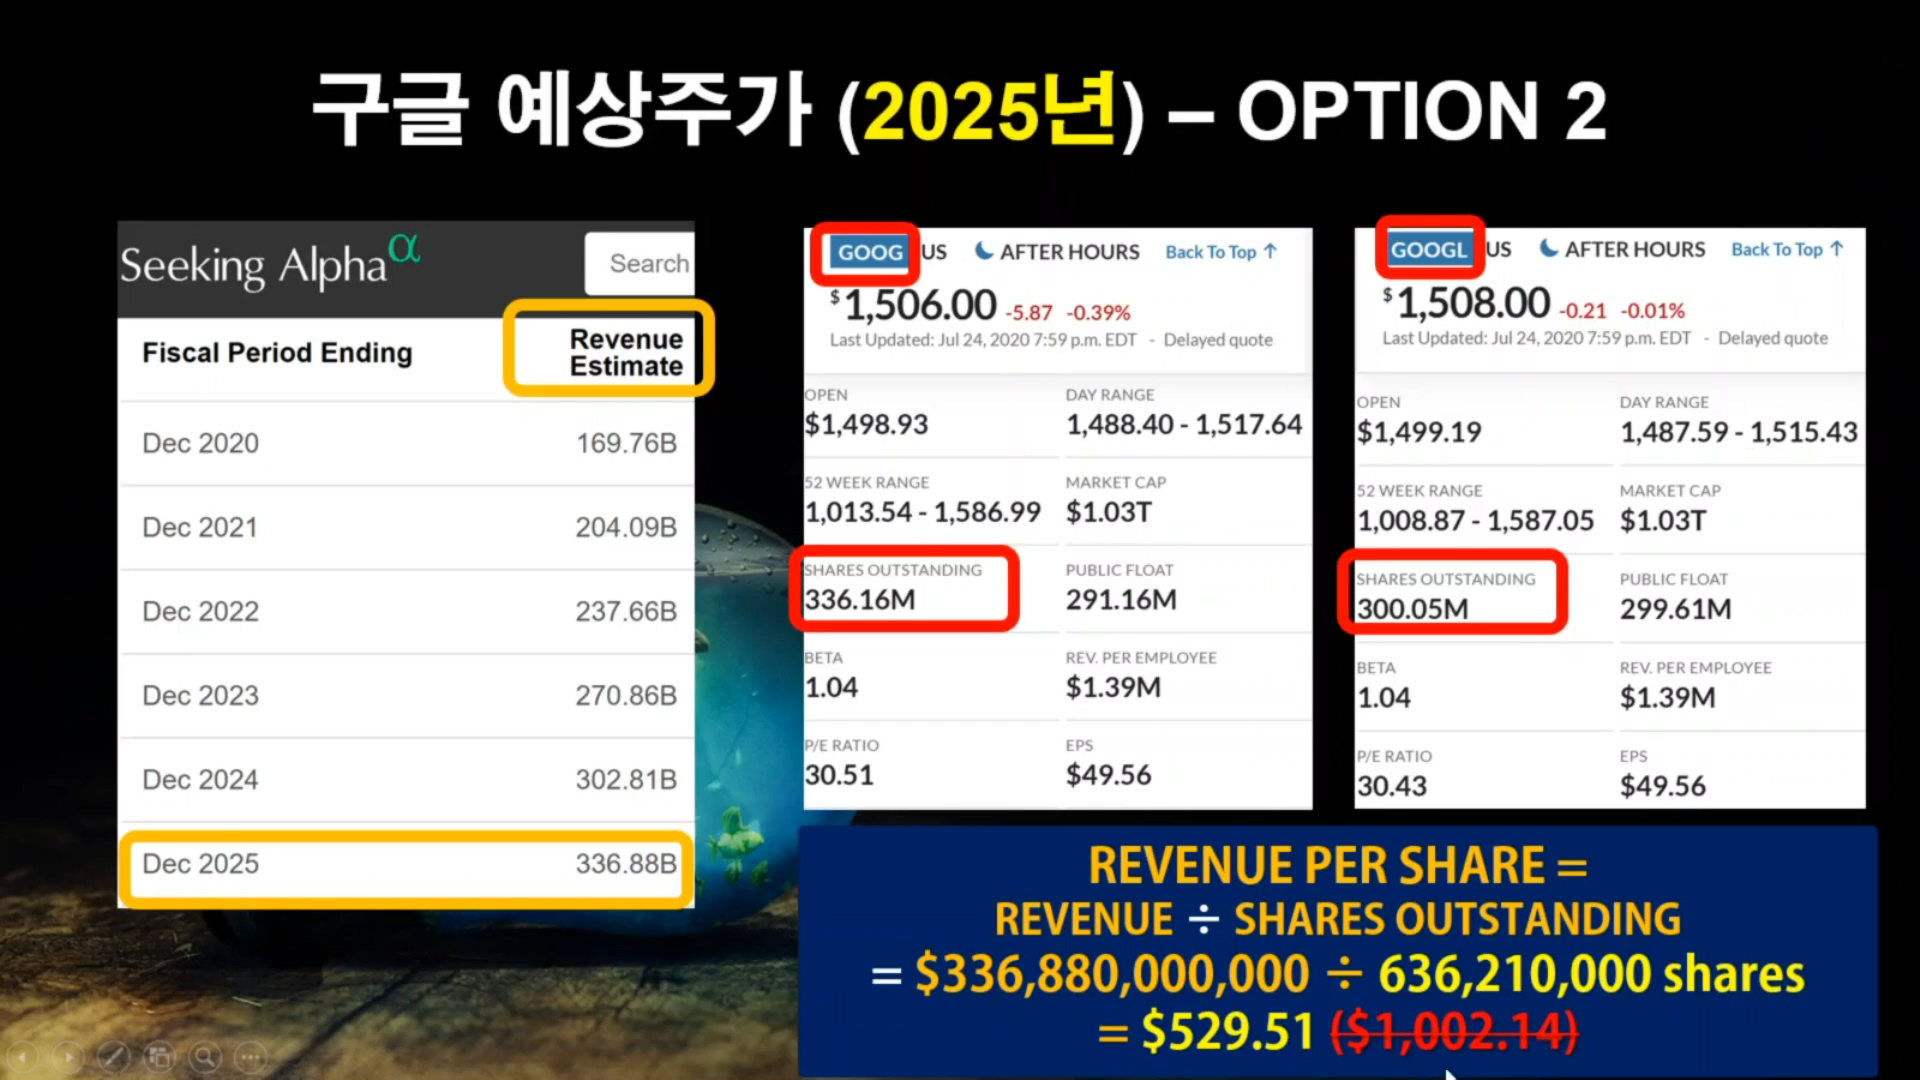 구글 예상주가 (2025년) – OPTION 2
Seeking Alpha α
Search
Fiscal Period Ending
Revenue
Estimate
Dec 2020 169.76B
Dec 2021 204.09B
Dec 2022 237.66B
Dec 2023 270.86B
Dec 2024 302.81B
Dec 2025 336.88B
GOOG US AFTER HOURS Back To Top ↑
$1,506.00 -5.87 -0.39%
Last Updated: Jul 24, 2020 7:59 p.m. EDT - Delayed quote
OPEN DAY RANGE
$1,498.93 1,488.40 - 1,517.64
52 WEEK RANGE MARKET CAP
1,013.54 - 1,586.99 $1.03T
SHARES OUTSTANDING PUBLIC FLOAT
336.16M 291.16M
BETA REV. PER EMPLOYEE
1.04 $1.39M
P/E RATIO EPS
30.51 $49.56
GOOGL US AFTER HOURS Back To Top ↑
$1,508.00 -0.21 -0.01%
Last Updated: Jul 24, 2020 7:59 p.m. EDT - Delayed quote
OPEN DAY RANGE
$1,499.19 1,487.59 - 1,515.43
52 WEEK RANGE MARKET CAP
1,008.87 - 1,587.05 $1.03T
SHARES OUTSTANDING PUBLIC FLOAT
300.05M 299.61M
BETA REV. PER EMPLOYEE
1.04 $1.39M
P/E RATIO EPS
30.43 $49.56
REVENUE PER SHARE =
REVENUE ÷ SHARES OUTSTANDING
= $336,880,000,000 ÷ 636,210,000 shares
= $529.51 ($1,002.14)